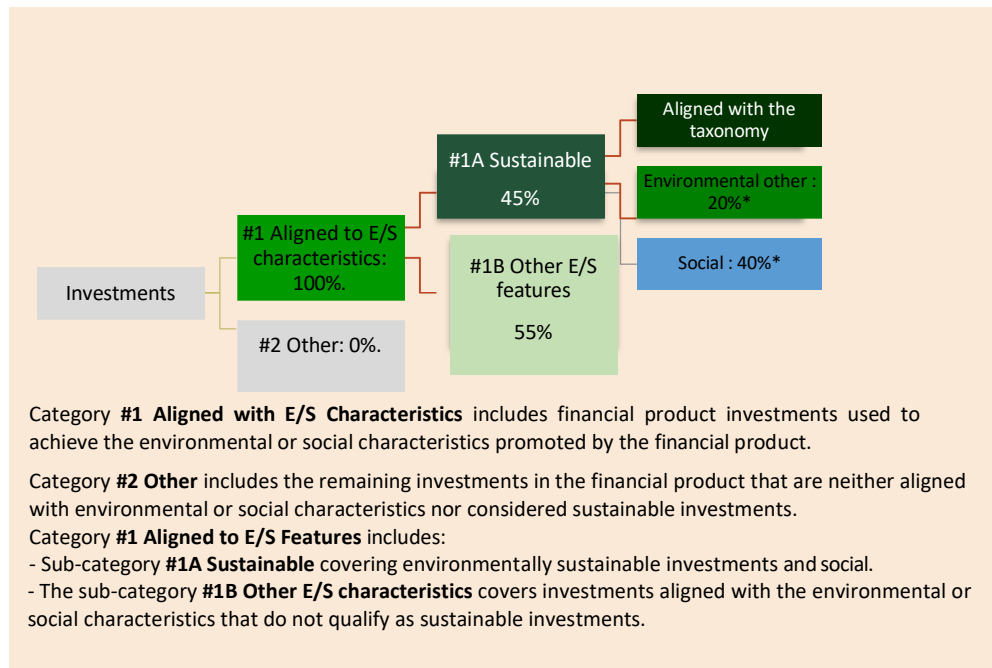 Aligned with the
taxonomy
#1A Sustainable
45%
Environmental other :
20%*
#1 Aligned to E/S
characteristics:
100%.
#1B Other E/S
features
55%
Social : 40%*
Investments
#2 Other: 0%.
Category #1 Aligned with E/S Characteristics includes financial product investments used to
achieve the environmental or social characteristics promoted by the financial product.
Category #2 Other includes the remaining investments in the financial product that are neither aligned
with environmental or social characteristics nor considered sustainable investments.
Category #1 Aligned to E/S Features includes:
- Sub-category #1A Sustainable covering environmentally sustainable investments and social.
- The sub-category #1B Other E/S characteristics covers investments aligned with the environmental or
social characteristics that do not qualify as sustainable investments.